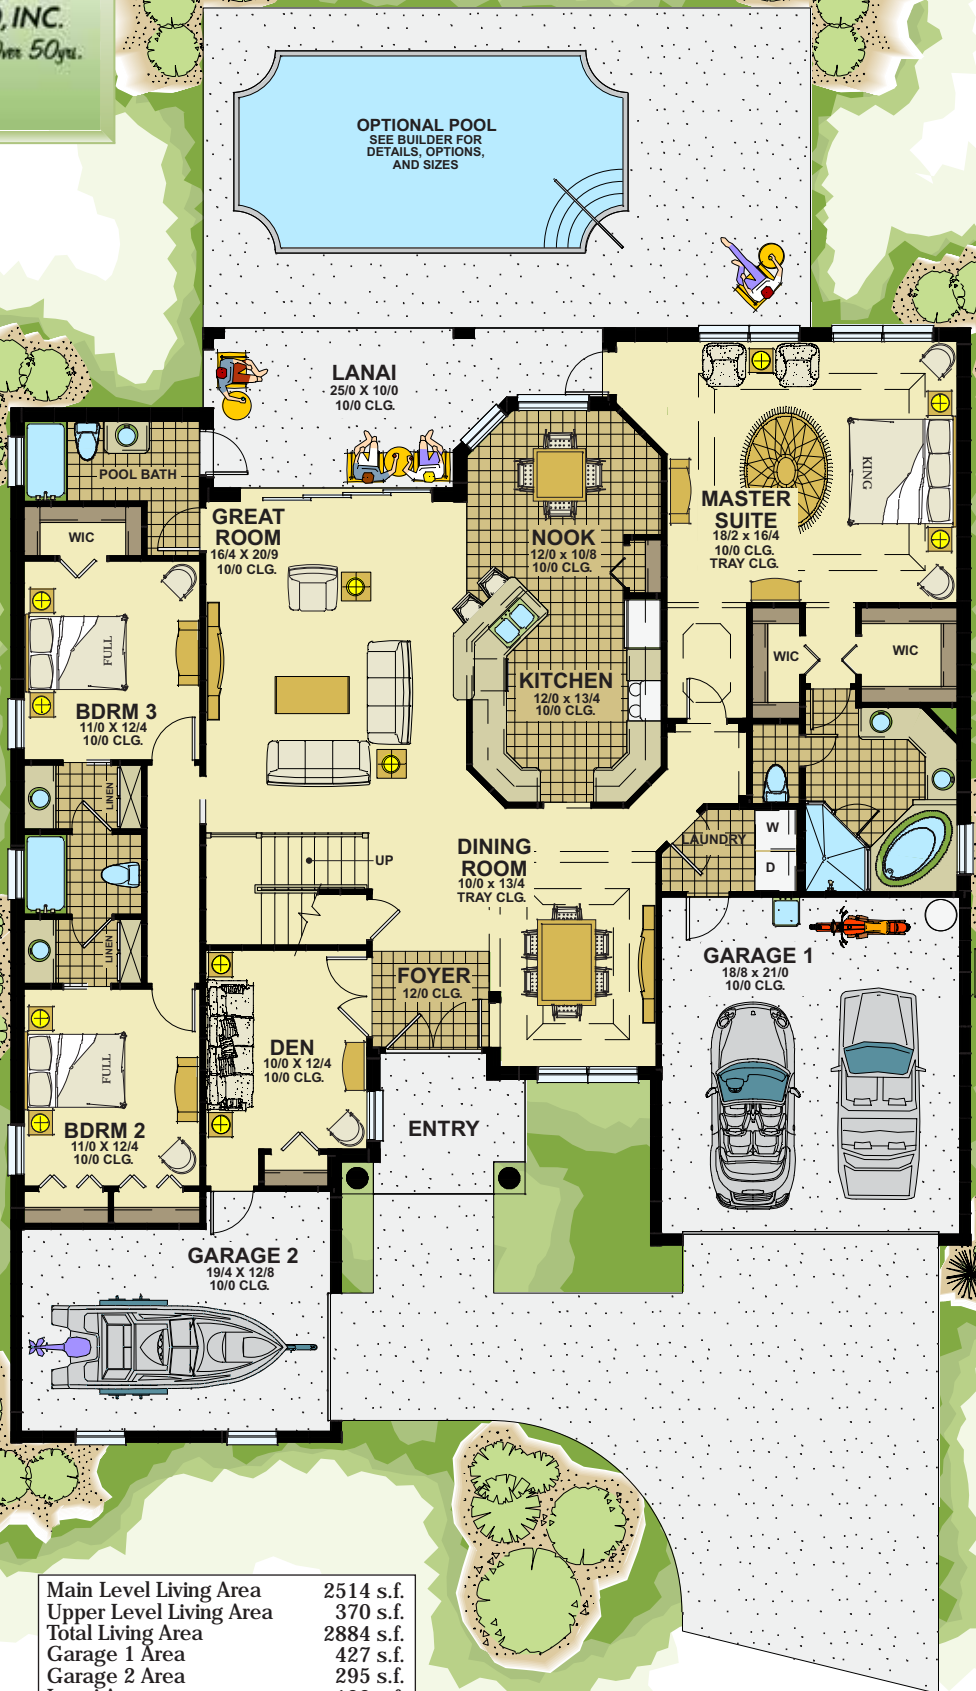 , INC.
Over 50yrs.
OPTIONAL POOL
SEE BUILDER FOR
DETAILS, OPTIONS,
AND SIZES
LANAI
25/0 X 10/0
10/0 CLG.
POOL BATH
WIC
GREAT
ROOM
16/4 X 20/9
10/0 CLG.
NOOK
12/0 x 10/8
10/0 CLG.
MASTER
SUITE
18/2 x 16/4
10/0 CLG.
TRAY CLG.
KING
FULL
BDRM 3
11/0 X 12/4
10/0 CLG.
KITCHEN
12/0 x 13/4
10/0 CLG.
WIC
WIC
LINEN
UP
DINING
ROOM
10/0 x 13/4
TRAY CLG.
LAUNDRY
W
D
LINEN
FOYER
12/0 CLG.
GARAGE 1
18/8 x 21/0
10/0 CLG.
DEN
10/0 X 12/4
10/0 CLG.
FULL
BDRM 2
11/0 X 12/4
10/0 CLG.
ENTRY
GARAGE 2
19/4 X 12/8
10/0 CLG.
Main Level Living Area 2514 s.f.
Upper Level Living Area 370 s.f.
Total Living Area 2884 s.f.
Garage 1 Area 427 s.f.
Garage 2 Area 295 s.f.